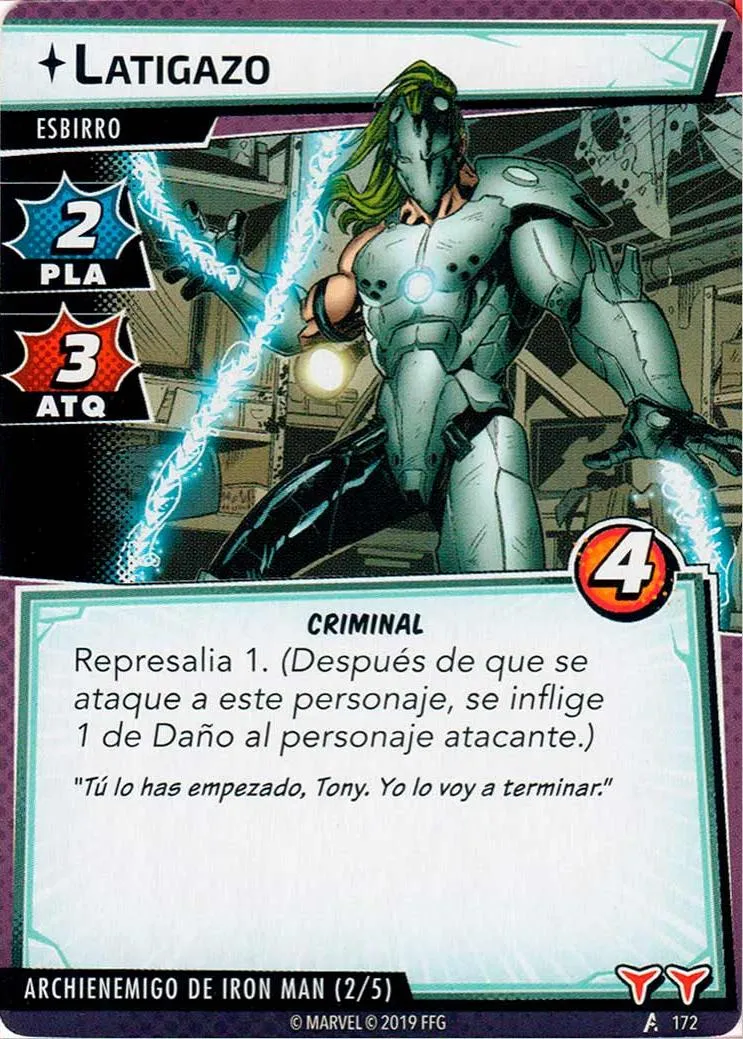 LATIGAZO
ESBIRRO
2
PLA
3
ATQ
4
CRIMINAL
Represalia 1. (Después de que se
ataque a este personaje, se inflige
1 de Daño al personaje atacante.)
"Tú lo has empezado, Tony. Yo lo voy a terminar."
ARCHIENEMIGO DE IRON MAN (2/5)
© MARVEL © 2019 FFG
172